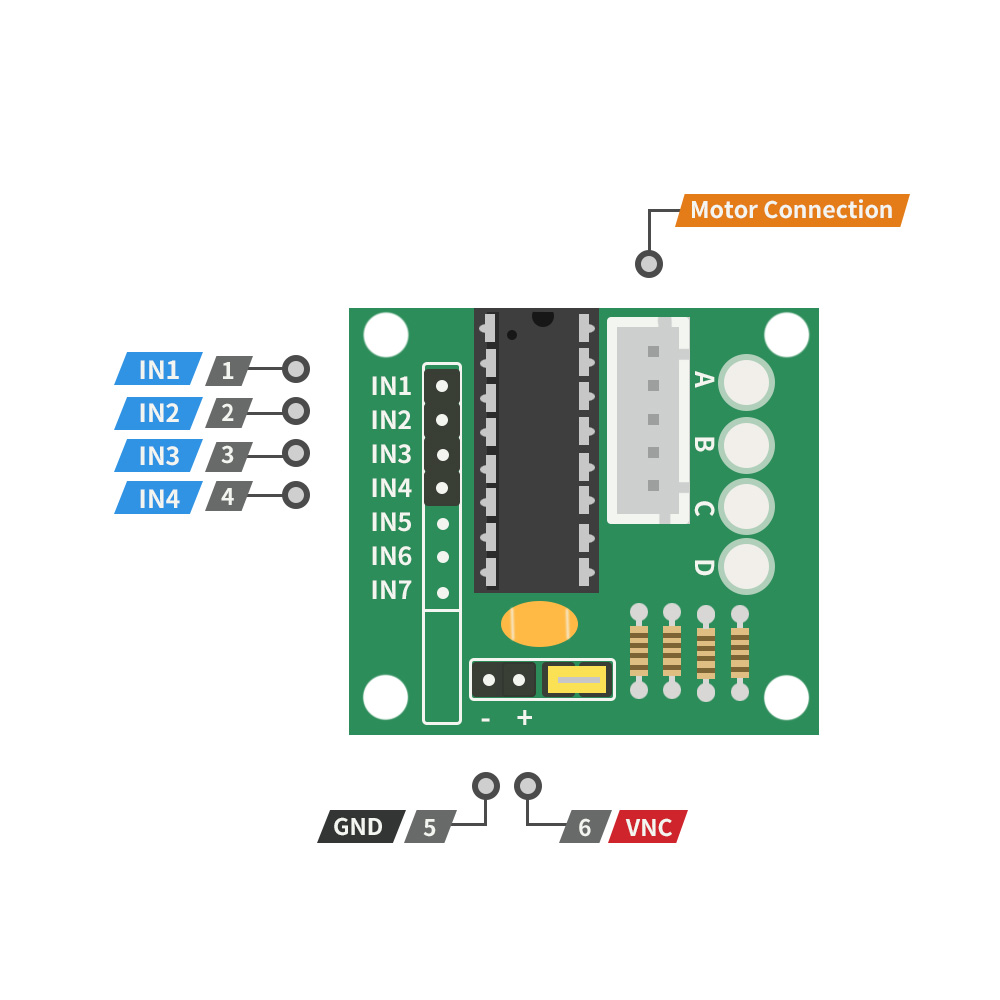 Motor Connection
IN1 1
IN2 2
IN3 3
IN4 4
IN1
IN2
IN3
IN4
IN5
IN6
IN7
A
B
C
D
- +
GND 5
6 VNC